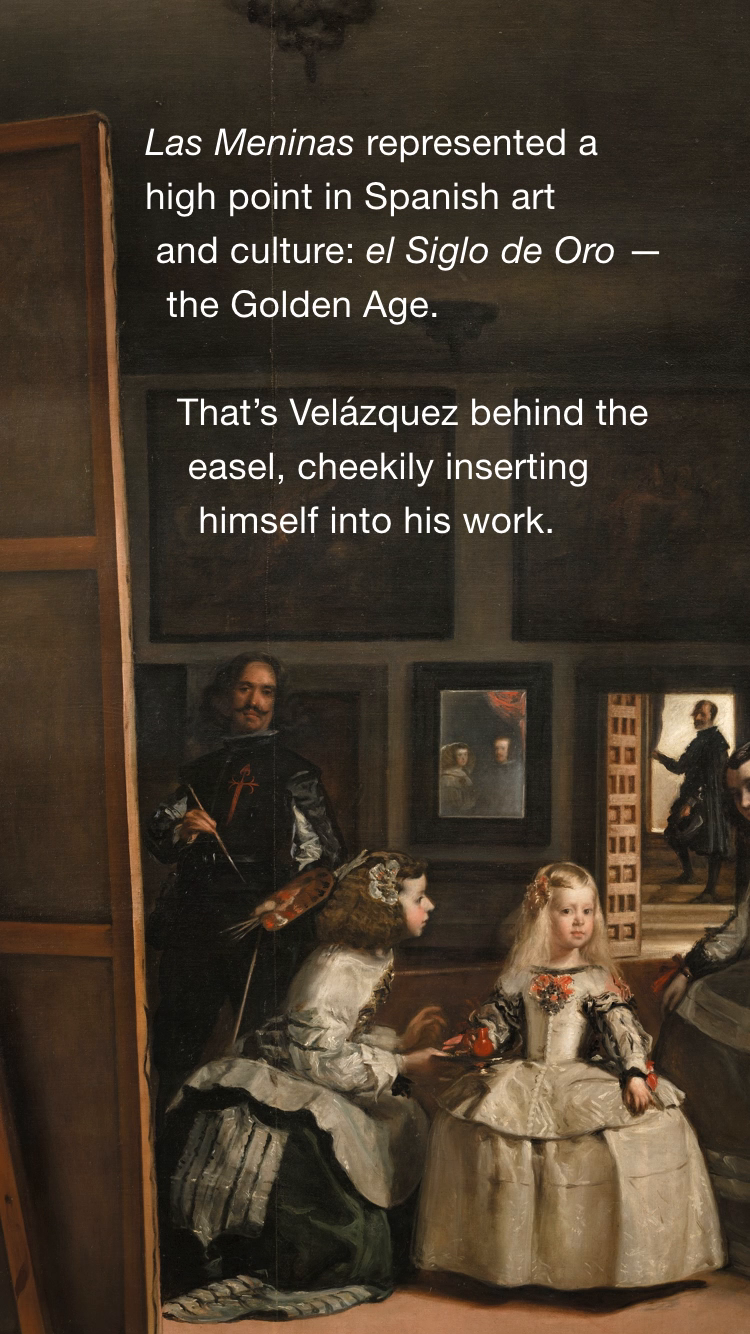 Las Meninas represented a
high point in Spanish art
and culture: el Siglo de Oro —
the Golden Age.
That’s Velázquez behind the
easel, cheekily inserting
himself into his work.